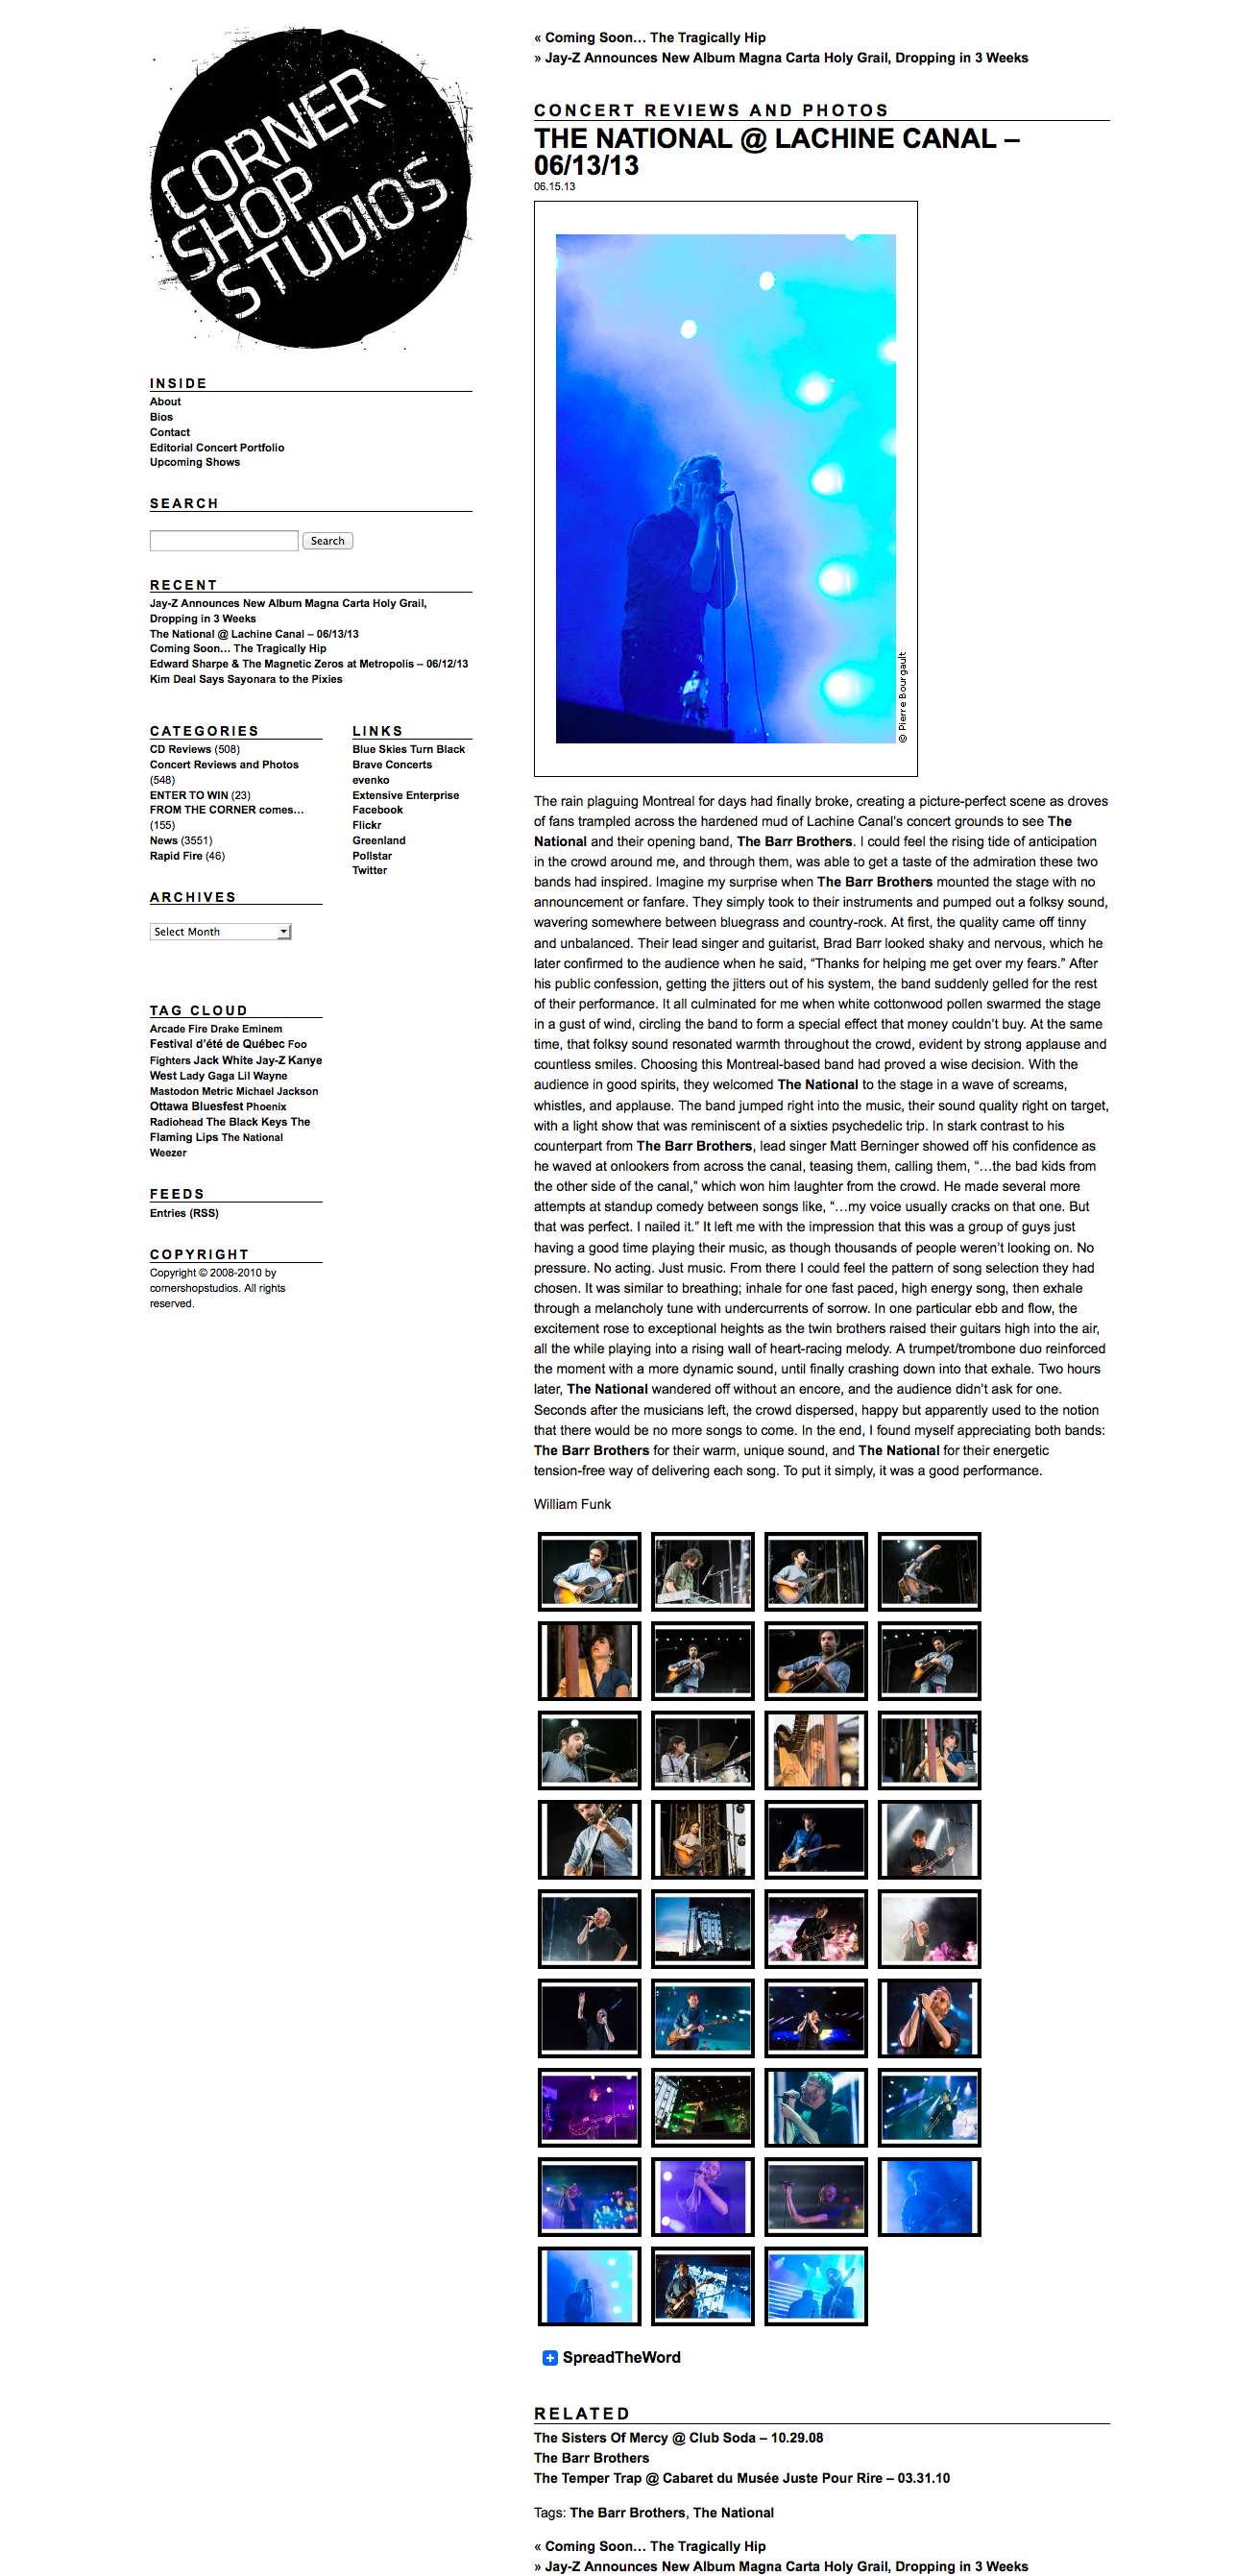 CORNER
SHOP
STUDIOS
INSIDE
About
Bios
Contact
Editorial Concert Portfolio
Upcoming Shows
SEARCH
Search
RECENT
Jay-Z Announces New Album Magna Carta Holy Grail,
Dropping in 3 Weeks
The National @ Lachine Canal – 06/13/13
Coming Soon… The Tragically Hip
Edward Sharpe & The Magnetic Zeros at Metropolis – 06/12/13
Kim Deal Says Sayonara to the Pixies
CATEGORIES
CD Reviews (508)
Concert Reviews and Photos
(548)
ENTER TO WIN (23)
FROM THE CORNER comes…
(155)
News (3551)
Rapid Fire (46)
LINKS
Blue Skies Turn Black
Brave Concerts
evenko
Extensive Enterprise
Facebook
Flickr
Greenland
Pollstar
Twitter
ARCHIVES
Select Month
TAG CLOUD
Arcade Fire Drake Eminem
Festival d'été de Québec Foo
Fighters Jack White Jay-Z Kanye
West Lady Gaga Lil Wayne
Mastodon Metric Michael Jackson
Ottawa Bluesfest Phoenix
Radiohead The Black Keys The
Flaming Lips The National
Weezer
FEEDS
Entries (RSS)
COPYRIGHT
Copyright © 2008-2010 by
cornershopstudios. All rights
reserved.
« Coming Soon… The Tragically Hip
» Jay-Z Announces New Album Magna Carta Holy Grail, Dropping in 3 Weeks
CONCERT REVIEWS AND PHOTOS
THE NATIONAL @ LACHINE CANAL –
06/13/13
06.15.13
© Pierre Bourgault
The rain plaguing Montreal for days had finally broke, creating a picture-perfect scene as droves
of fans trampled across the hardened mud of Lachine Canal's concert grounds to see The
National and their opening band, The Barr Brothers. I could feel the rising tide of anticipation
in the crowd around me, and through them, was able to get a taste of the admiration these two
bands had inspired. Imagine my surprise when The Barr Brothers mounted the stage with no
announcement or fanfare. They simply took to their instruments and pumped out a folksy sound,
wavering somewhere between bluegrass and country-rock. At first, the quality came off tinny
and unbalanced. Their lead singer and guitarist, Brad Barr looked shaky and nervous, which he
later confirmed to the audience when he said, “Thanks for helping me get over my fears.” After
his public confession, getting the jitters out of his system, the band suddenly gelled for the rest
of their performance. It all culminated for me when white cottonwood pollen swarmed the stage
in a gust of wind, circling the band to form a special effect that money couldn't buy. At the same
time, that folksy sound resonated warmth throughout the crowd, evident by strong applause and
countless smiles. Choosing this Montreal-based band had proved a wise decision. With the
audience in good spirits, they welcomed The National to the stage in a wave of screams,
whistles, and applause. The band jumped right into the music, their sound quality right on target,
with a light show that was reminiscent of a sixties psychedelic trip. In stark contrast to his
counterpart from The Barr Brothers, lead singer Matt Berninger showed off his confidence as
he waved at onlookers from across the canal, teasing them, calling them, “…the bad kids from
the other side of the canal,” which won him laughter from the crowd. He made several more
attempts at standup comedy between songs like, “…my voice usually cracks on that one. But
that was perfect. I nailed it.” It left me with the impression that this was a group of guys just
having a good time playing their music, as though thousands of people weren't looking on. No
pressure. No acting. Just music. From there I could feel the pattern of song selection they had
chosen. It was similar to breathing; inhale for one fast paced, high energy song, then exhale
through a melancholy tune with undercurrents of sorrow. In one particular ebb and flow, the
excitement rose to exceptional heights as the twin brothers raised their guitars high into the air,
all the while playing into a rising wall of heart-racing melody. A trumpet/trombone duo reinforced
the moment with a more dynamic sound, until finally crashing down into that exhale. Two hours
later, The National wandered off without an encore, and the audience didn't ask for one.
Seconds after the musicians left, the crowd dispersed, happy but apparently used to the notion
that there would be no more songs to come. In the end, I found myself appreciating both bands:
The Barr Brothers for their warm, unique sound, and The National for their energetic
tension-free way of delivering each song. To put it simply, it was a good performance.
William Funk
SpreadTheWord
RELATED
The Sisters Of Mercy @ Club Soda – 10.29.08
The Barr Brothers
The Temper Trap @ Cabaret du Musée Juste Pour Rire – 03.31.10
Tags: The Barr Brothers, The National
« Coming Soon… The Tragically Hip
» Jay-Z Announces New Album Magna Carta Holy Grail, Dropping in 3 Weeks